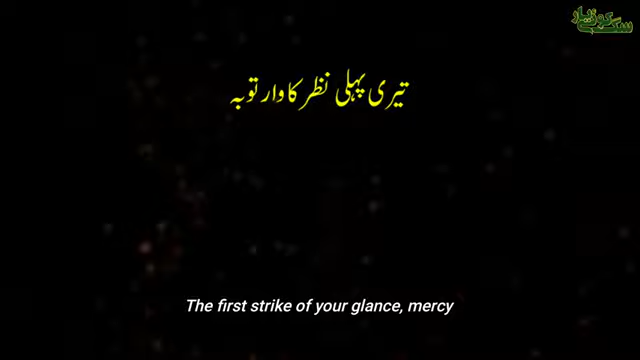 تیری پہلی نظر کا وار توبہ
The first strike of your glance, mercy